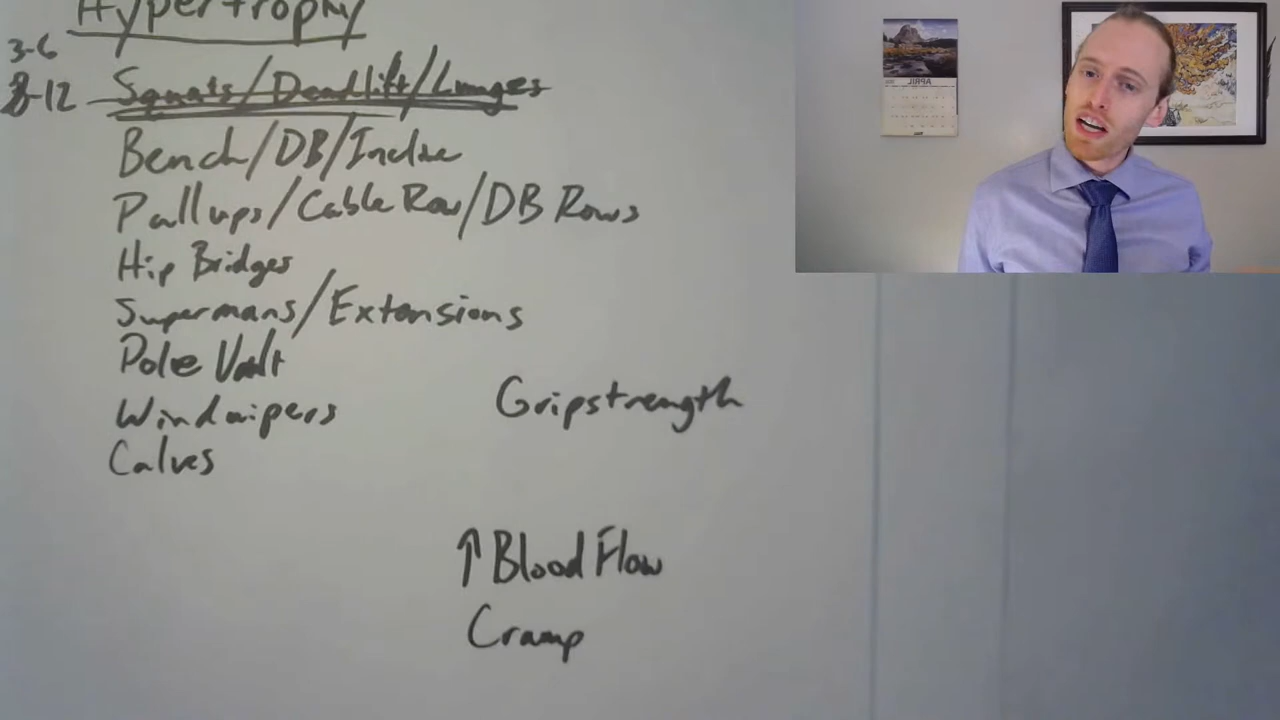 Hypertrophy
3-6
8-12 Squats/Deadlift/Lunges
Bench/DB/Incline
Pullups/Cable Row/DB Rows
Hip Bridges
Supermans/Extensions
Pole Vault
Windwipers
Gripstrength
Calves
↑ Blood Flow
Cramp
APRIL